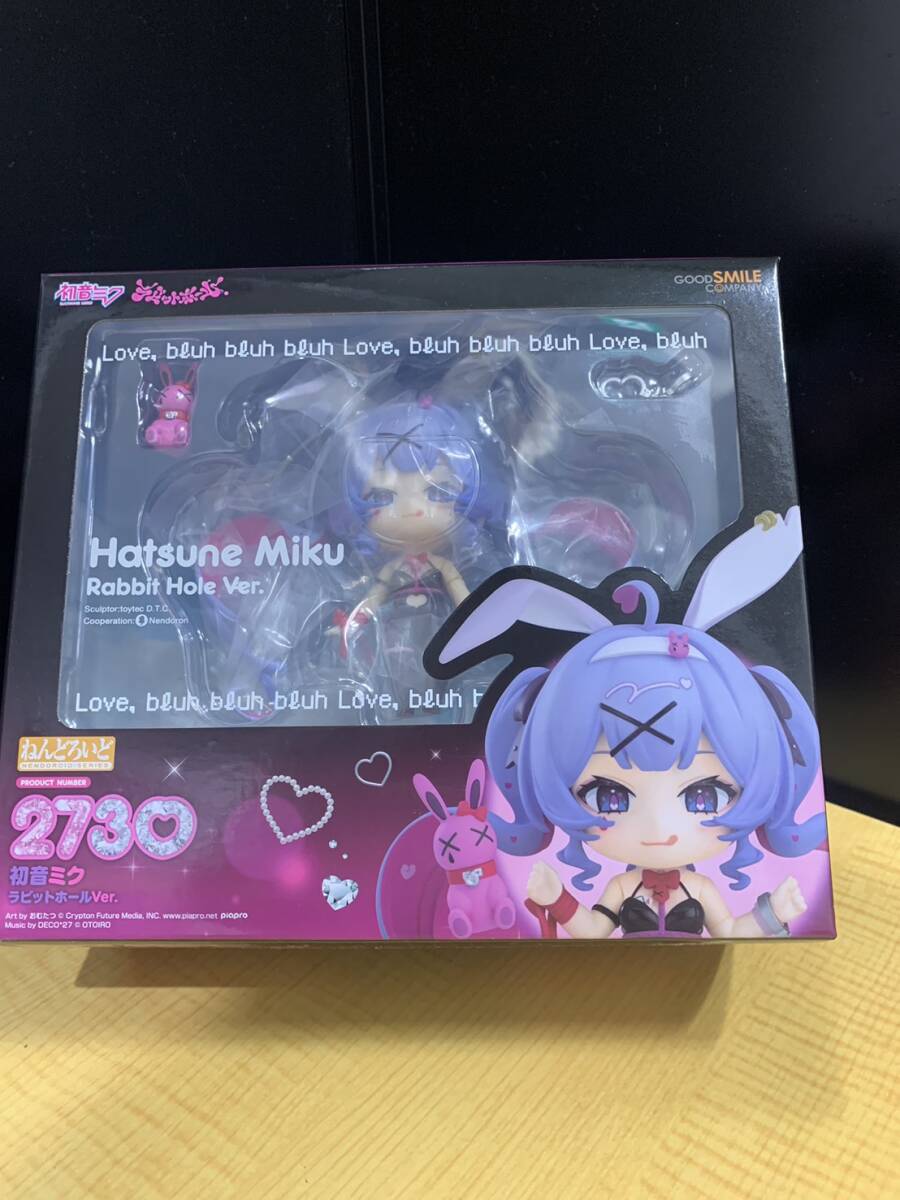 初音ミク
ラビットホール
GOOD SMILE
COMPANY
Love, bluh bluh bluh Love, bluh bluh bluh Love, bluh
Hatsune Miku
Rabbit Hole Ver.
Sculptor:toytec D.T.C
Cooperation: Nendoron
Love, bluh bluh bluh Love, bluh b
ねんどろいど
NENDOROID SERIES
PRODUCT NUMBER
2730
初音ミク
ラビットホールVer.
Art by おむたつ © Crypton Future Media, INC. www.piapro.net piapro
Music by DECO*27 © OTOIRO